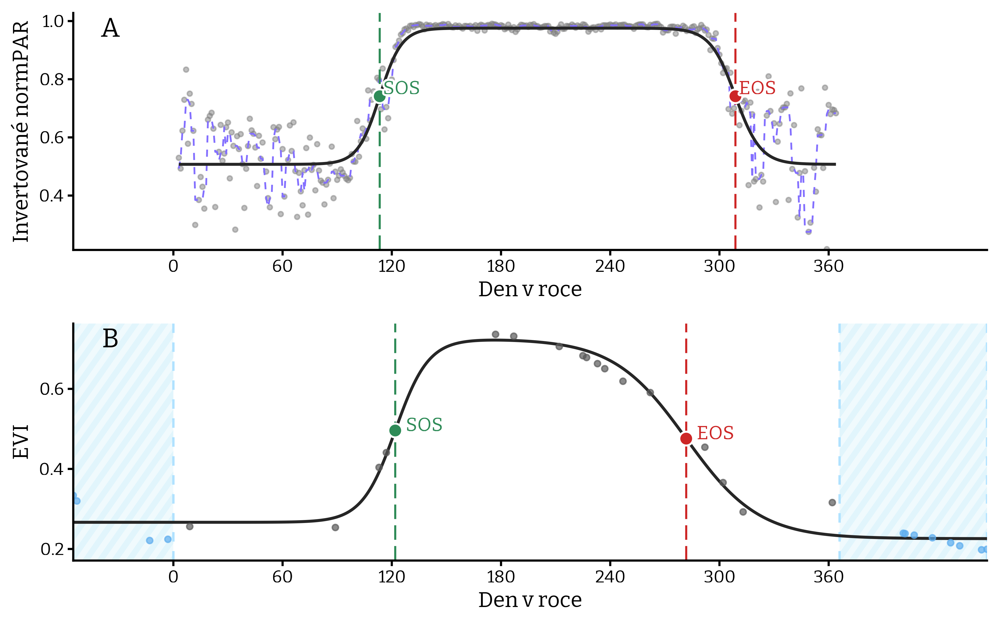 A
Invertované normPAR
1.0
0.8
0.6
0.4
SOS
EOS
0 60 120 180 240 300 360
Den v roce
B
EVI
0.6
0.4
0.2
SOS
EOS
0 60 120 180 240 300 360
Den v roce